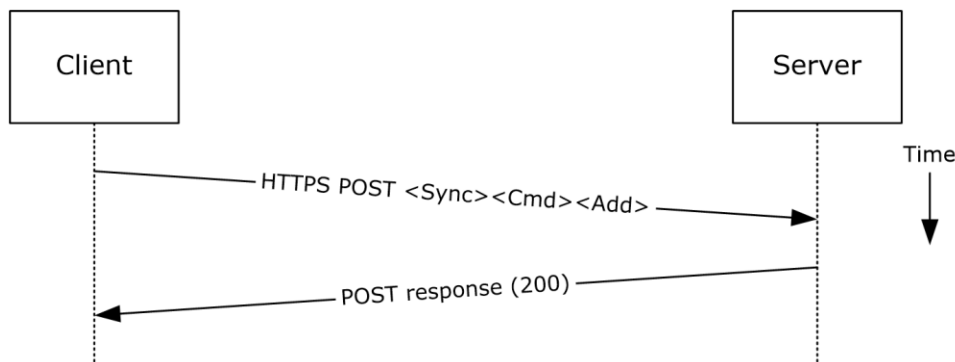 Client
Server
Time
HTTPS POST <Sync><Cmd><Add>
POST response (200)